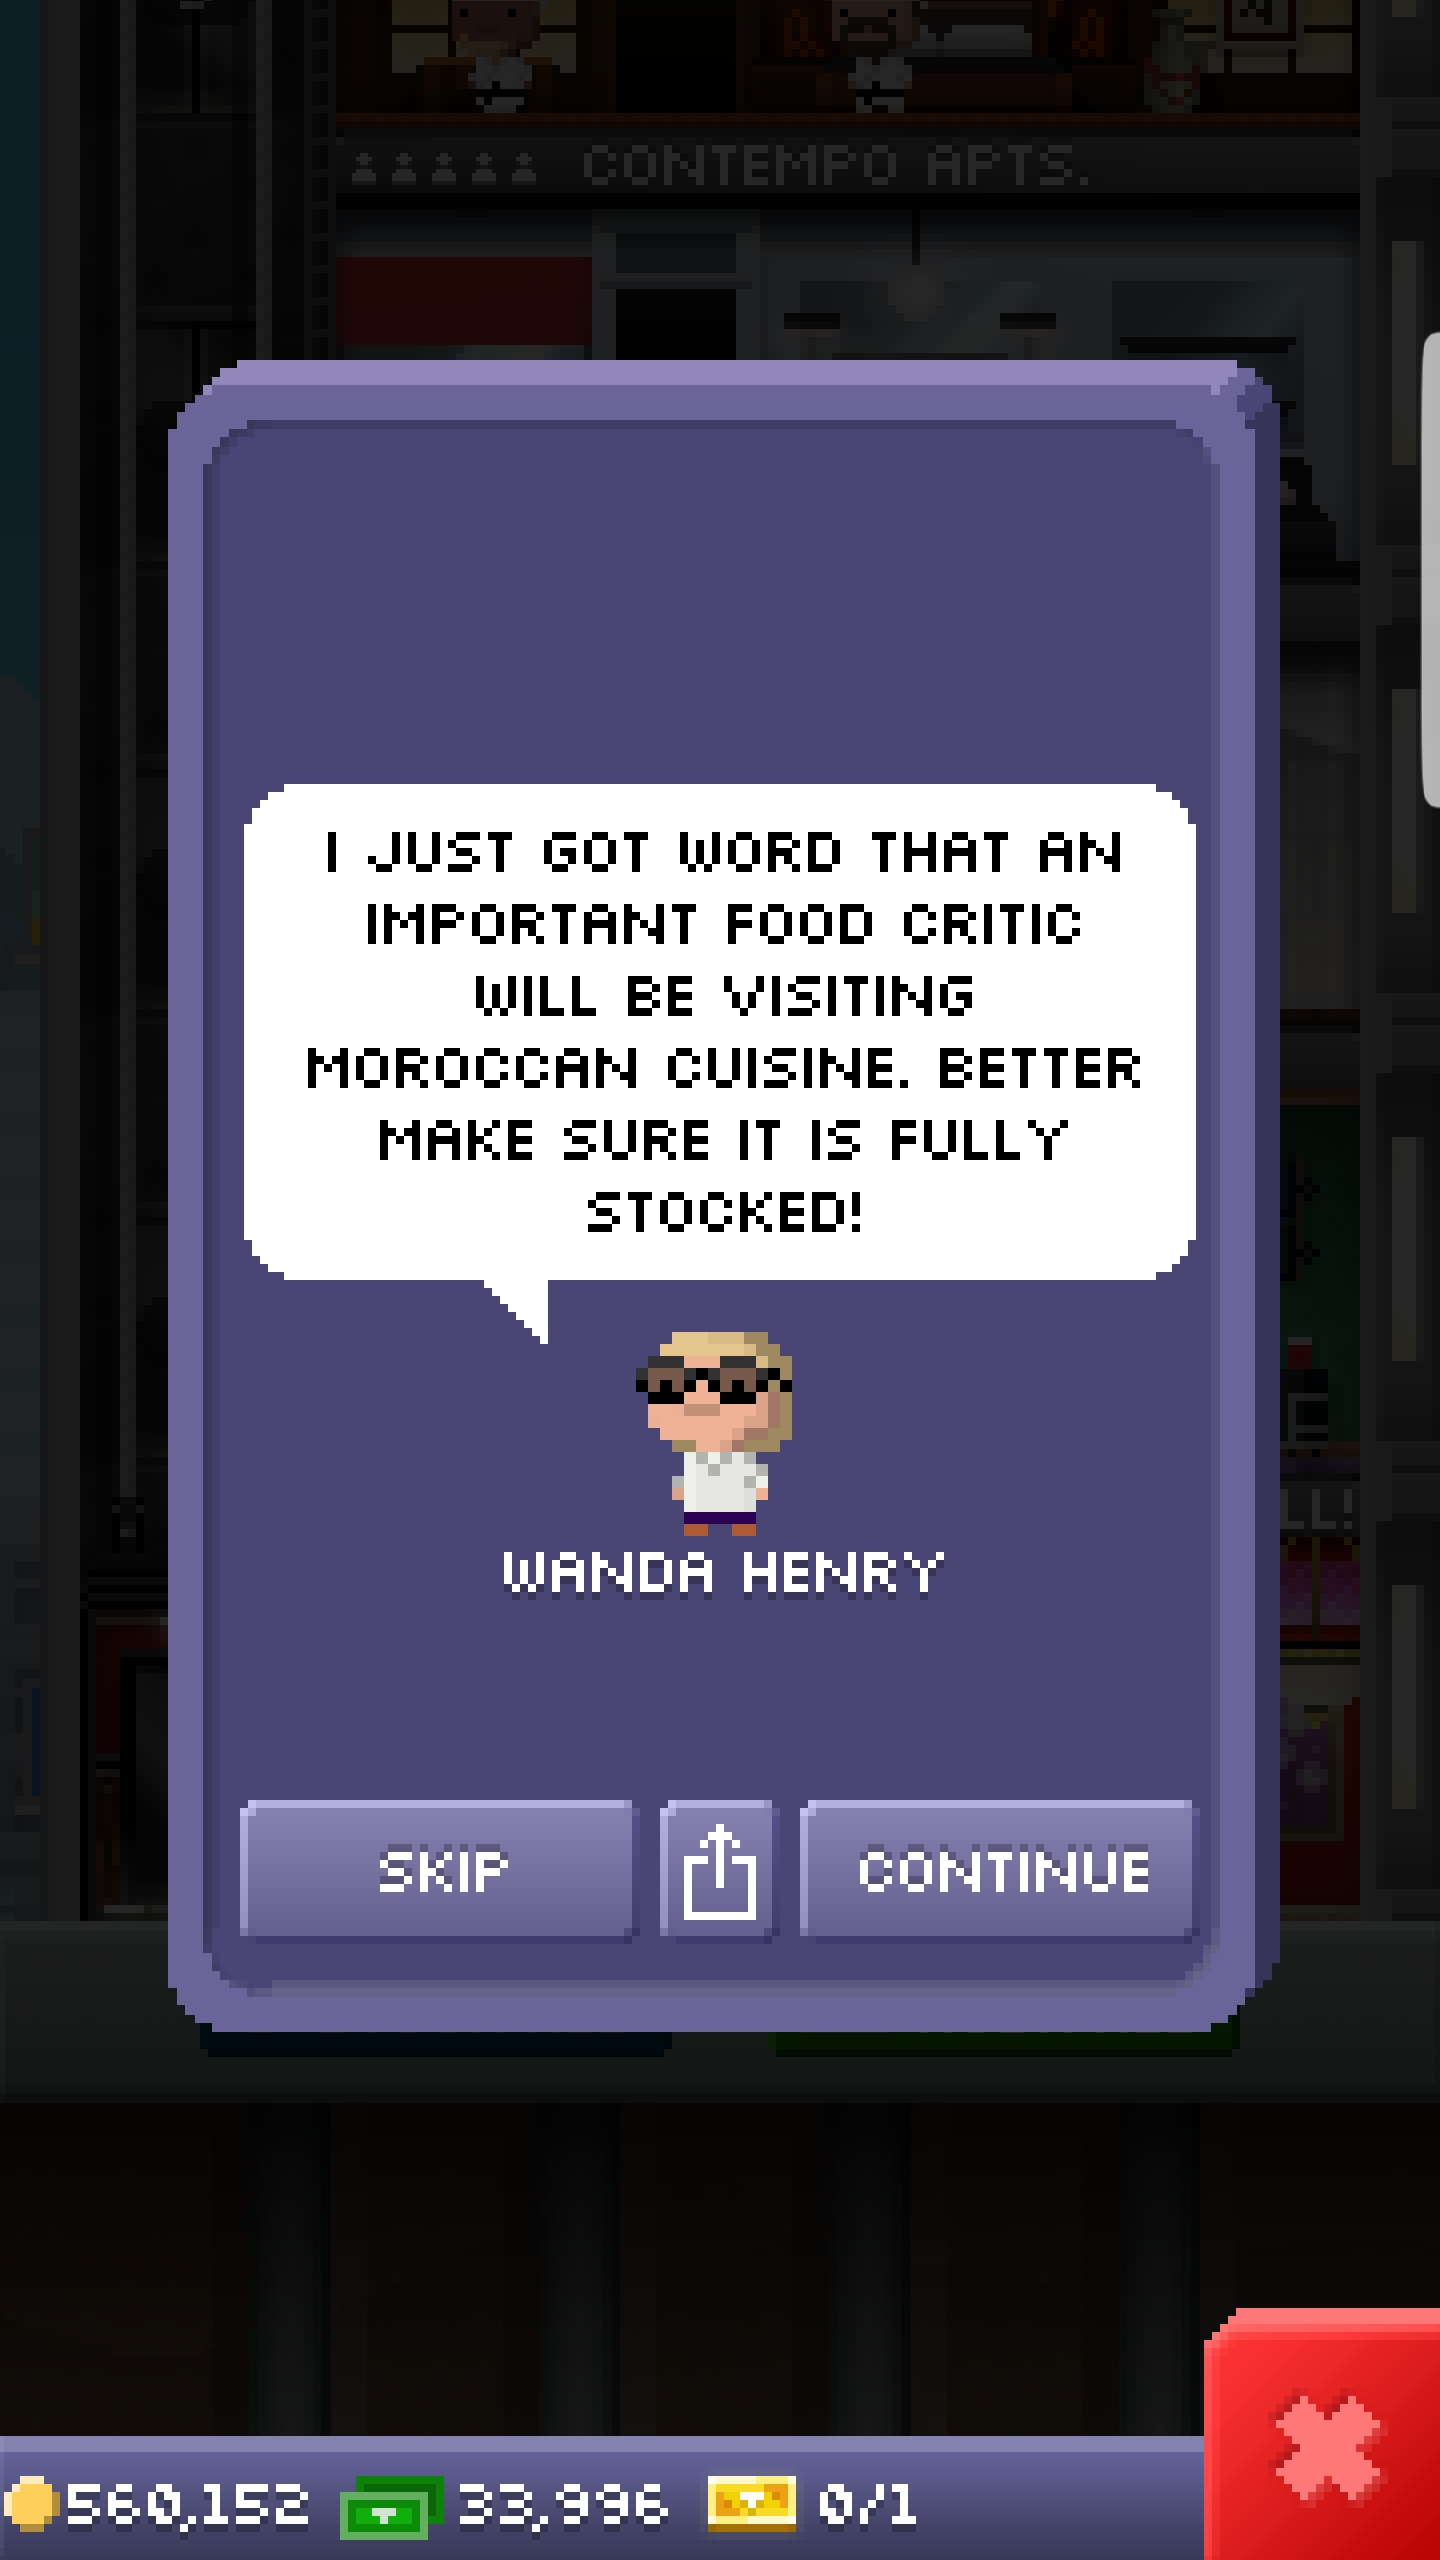 CONTEMPO APTS.
I JUST GOT WORD THAT AN
IMPORTANT FOOD CRITIC
WILL BE VISITING
MOROCCAN CUISINE. BETTER
MAKE SURE IT IS FULLY
STOCKED!
LL!
WANDA HENRY
SKIP
CONTINUE
560,152
33,996
0/1